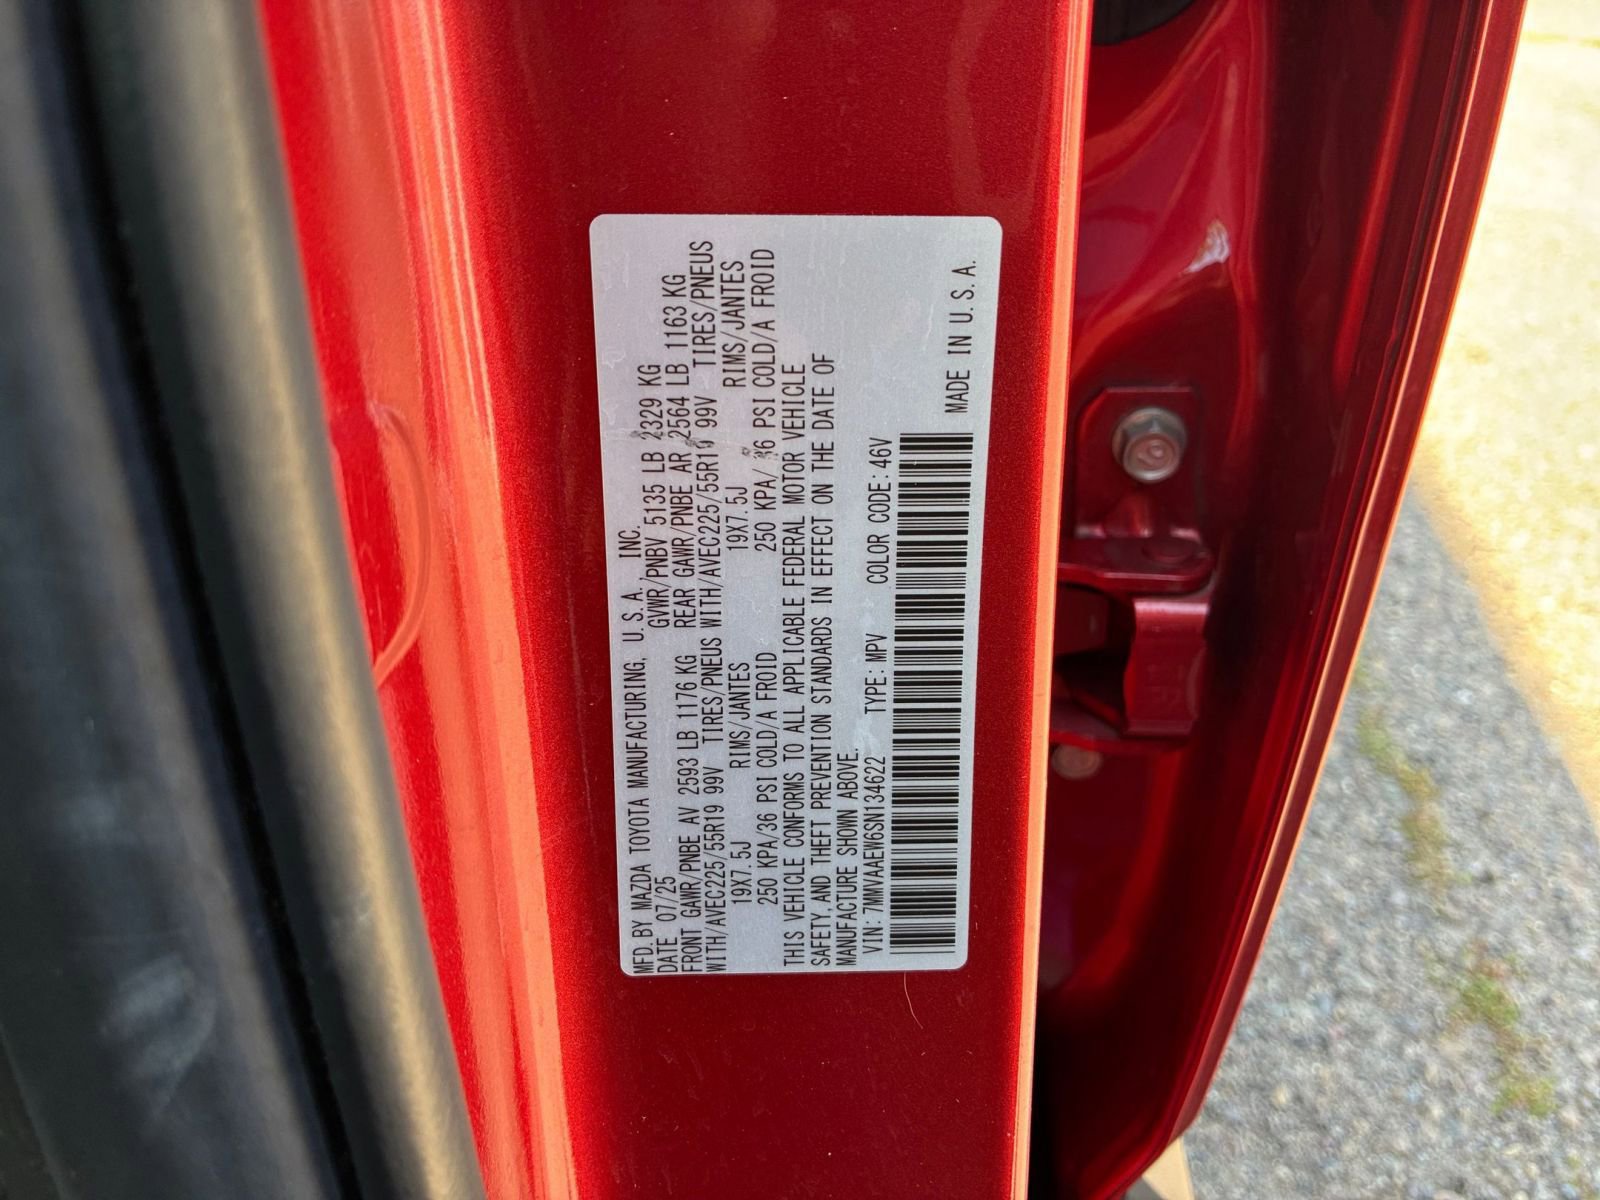 MFD. BY MAZDA TOYOTA MANUFACTURING, U.S.A., INC.
DATE 07/25 GVWR/PNBV 5135 LB 2329 KG
FRONT GAWR/PNBE AV 2593 LB 1176 KG REAR GAWR/PNBE AR 2564 LB 1163 KG
WITH/AVEC225/55R19 99V TIRES/PNEUS WITH/AVEC225/55R19 99V TIRES/PNEUS
19X7.5J RIMS/JANTES 19X7.5J RIMS/JANTES
250 KPA/36 PSI COLD/A FROID 250 KPA/36 PSI COLD/A FROID
THIS VEHICLE CONFORMS TO ALL APPLICABLE FEDERAL MOTOR VEHICLE
SAFETY,AND THEFT PREVENTION STANDARDS IN EFFECT ON THE DATE OF
MANUFACTURE SHOWN ABOVE.
VIN:7MMVAAEW6SN134622 TYPE:MPV COLOR CODE:46V
MADE IN U.S.A.